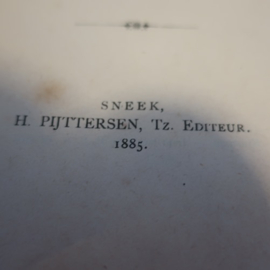 SNEEK,
H. PIJTTERSEN, Tz. EDITEUR.
1885.